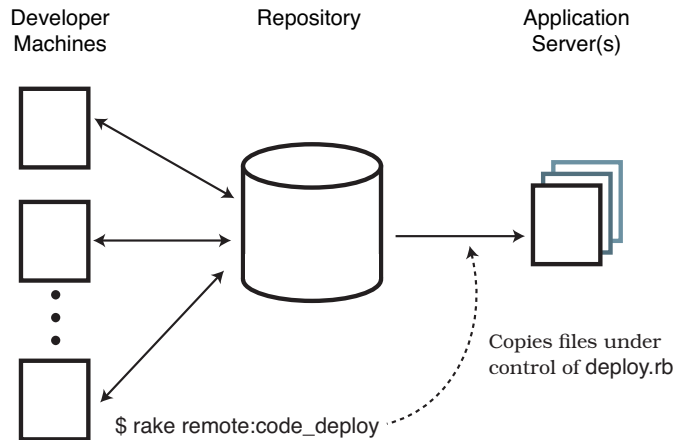 Developer
Machines
Repository
Application
Server(s)
Copies files under
control of deploy.rb
$ rake remote:code_deploy